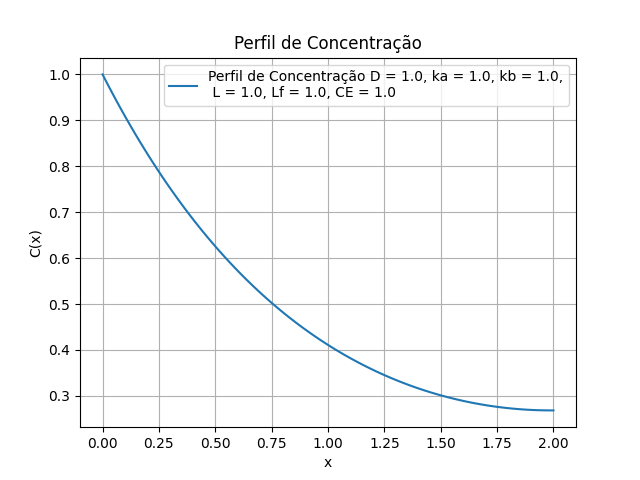 Perfil de Concentração
Perfil de Concentração D = 1.0, ka = 1.0, kb = 1.0,
L = 1.0, Lf = 1.0, CE = 1.0
C(x)
1.0
0.9
0.8
0.7
0.6
0.5
0.4
0.3
0.00 0.25 0.50 0.75 1.00 1.25 1.50 1.75 2.00
x